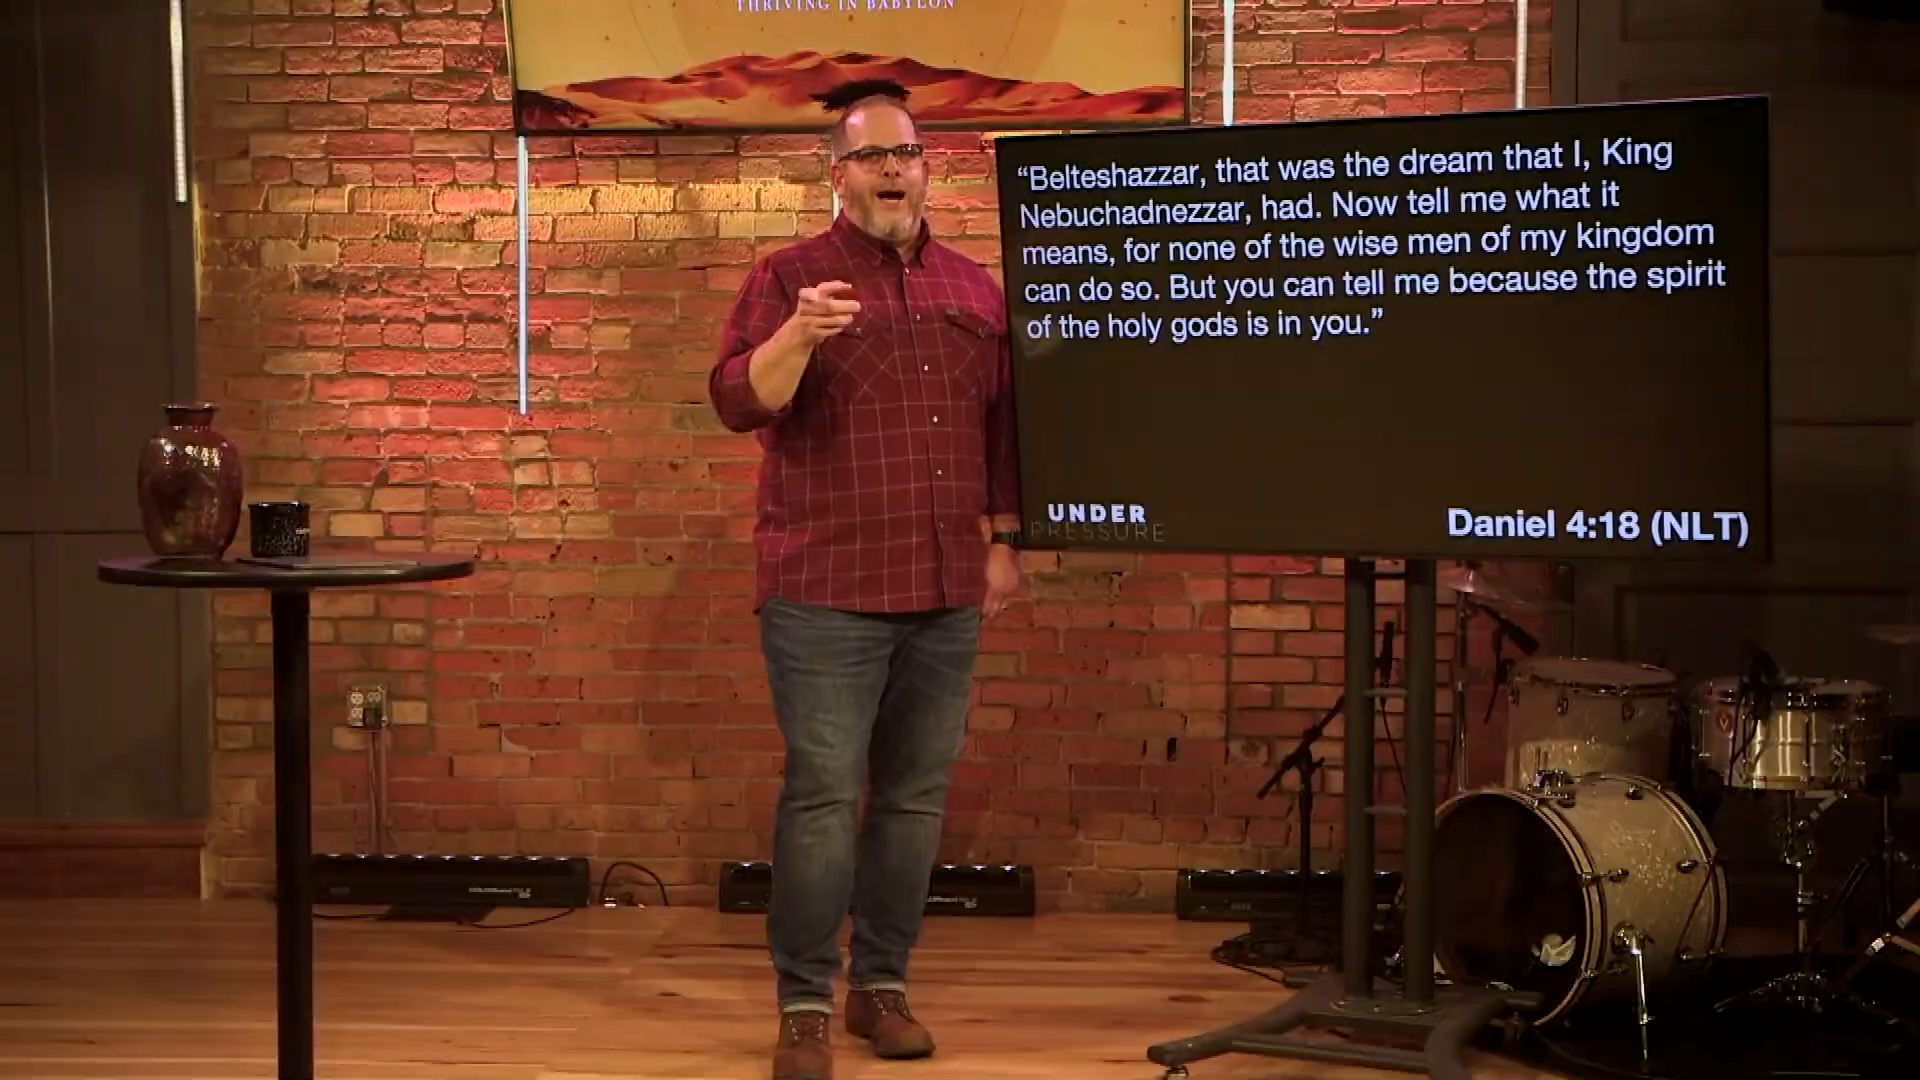 THRIVING IN BABYLON
“Belteshazzar, that was the dream that I, King
Nebuchadnezzar, had. Now tell me what it
means, for none of the wise men of my kingdom
can do so. But you can tell me because the spirit
of the holy gods is in you.”
UNDER
PRESSURE
Daniel 4:18 (NLT)